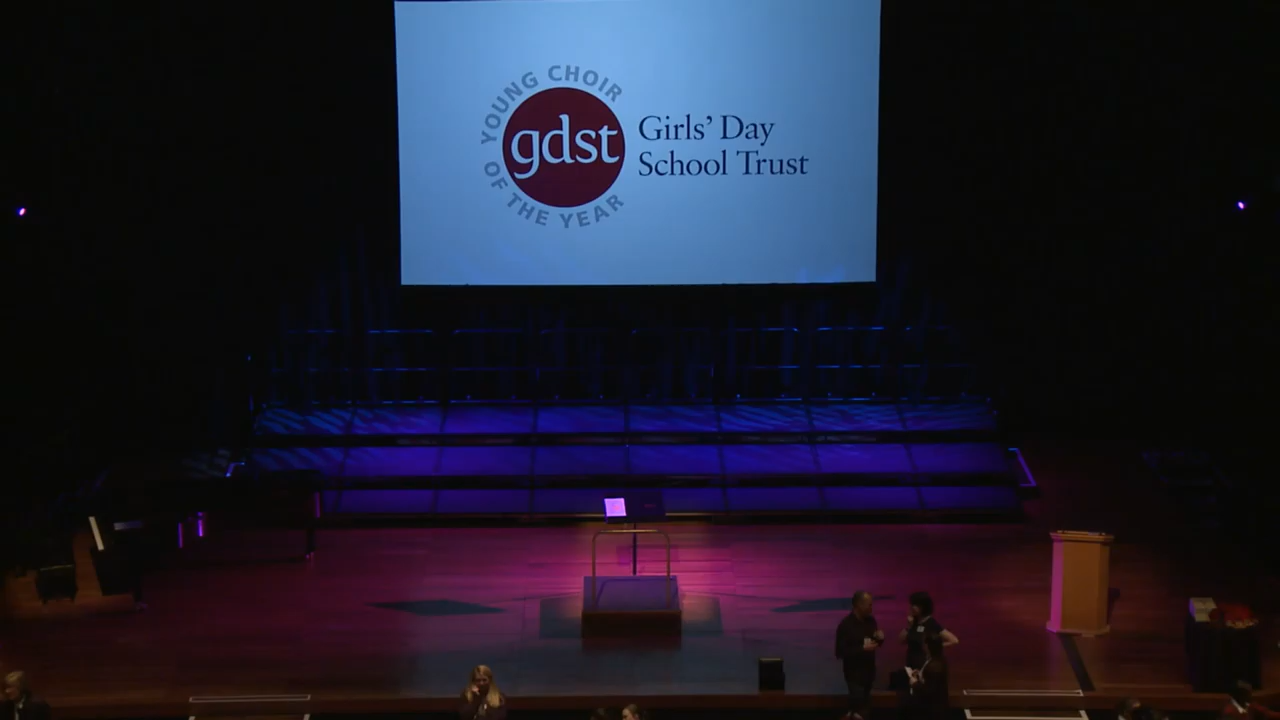 YOUNG CHOIR
OF THE YEAR
gdst
Girls' Day
School Trust